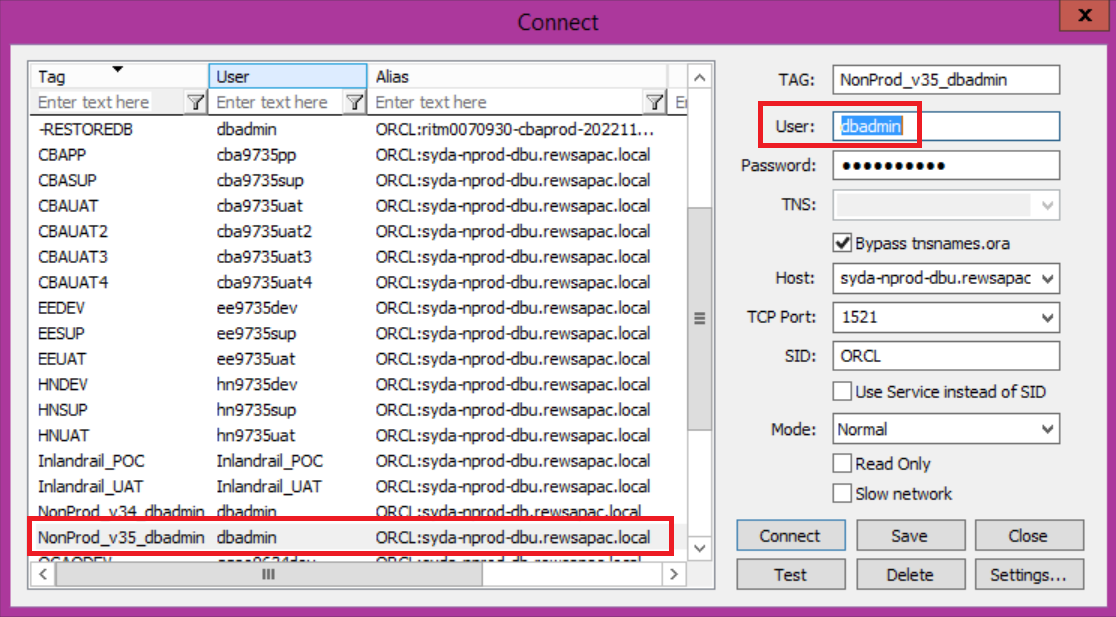 Connect
x
Tag User Alias
Enter text here Enter text here Enter text here
-RESTOREDB dbadmin ORCL:ritm0070930-cbaprod-202211...
CBAPP cba9735pp ORCL:syda-nprod-dbu.rewsapac.local
CBASUP cba9735sup ORCL:syda-nprod-dbu.rewsapac.local
CBAUAT cba9735uat ORCL:syda-nprod-dbu.rewsapac.local
CBAUAT2 cba9735uat2 ORCL:syda-nprod-dbu.rewsapac.local
CBAUAT3 cba9735uat3 ORCL:syda-nprod-dbu.rewsapac.local
CBAUAT4 cba9735uat4 ORCL:syda-nprod-dbu.rewsapac.local
EEDEV ee9735dev ORCL:syda-nprod-dbu.rewsapac.local
EESUP ee9735sup ORCL:syda-nprod-dbu.rewsapac.local
EEUAT ee9735uat ORCL:syda-nprod-dbu.rewsapac.local
HNDEV hn9735dev ORCL:syda-nprod-dbu.rewsapac.local
HNSUP hn9735sup ORCL:syda-nprod-dbu.rewsapac.local
HNUAT hn9735uat ORCL:syda-nprod-dbu.rewsapac.local
Inlandrail_POC Inlandrail_POC ORCL:syda-nprod-dbu.rewsapac.local
Inlandrail_UAT Inlandrail_UAT ORCL:syda-nprod-dbu.rewsapac.local
NonProd_v34_dbadmin dbadmin ORCL:syda-nprod-db.rewsapac.local
NonProd_v35_dbadmin dbadmin ORCL:syda-nprod-dbu.rewsapac.local
TAG: NonProd_v35_dbadmin
User: dbadmin
Password: ●●●●●●●●●●
TNS:
Bypass tnsnames.ora
Host: syda-nprod-dbu.rewsapac
TCP Port: 1521
SID: ORCL
Use Service instead of SID
Mode: Normal
Read Only
Slow network
Connect Save Close
Test Delete Settings...